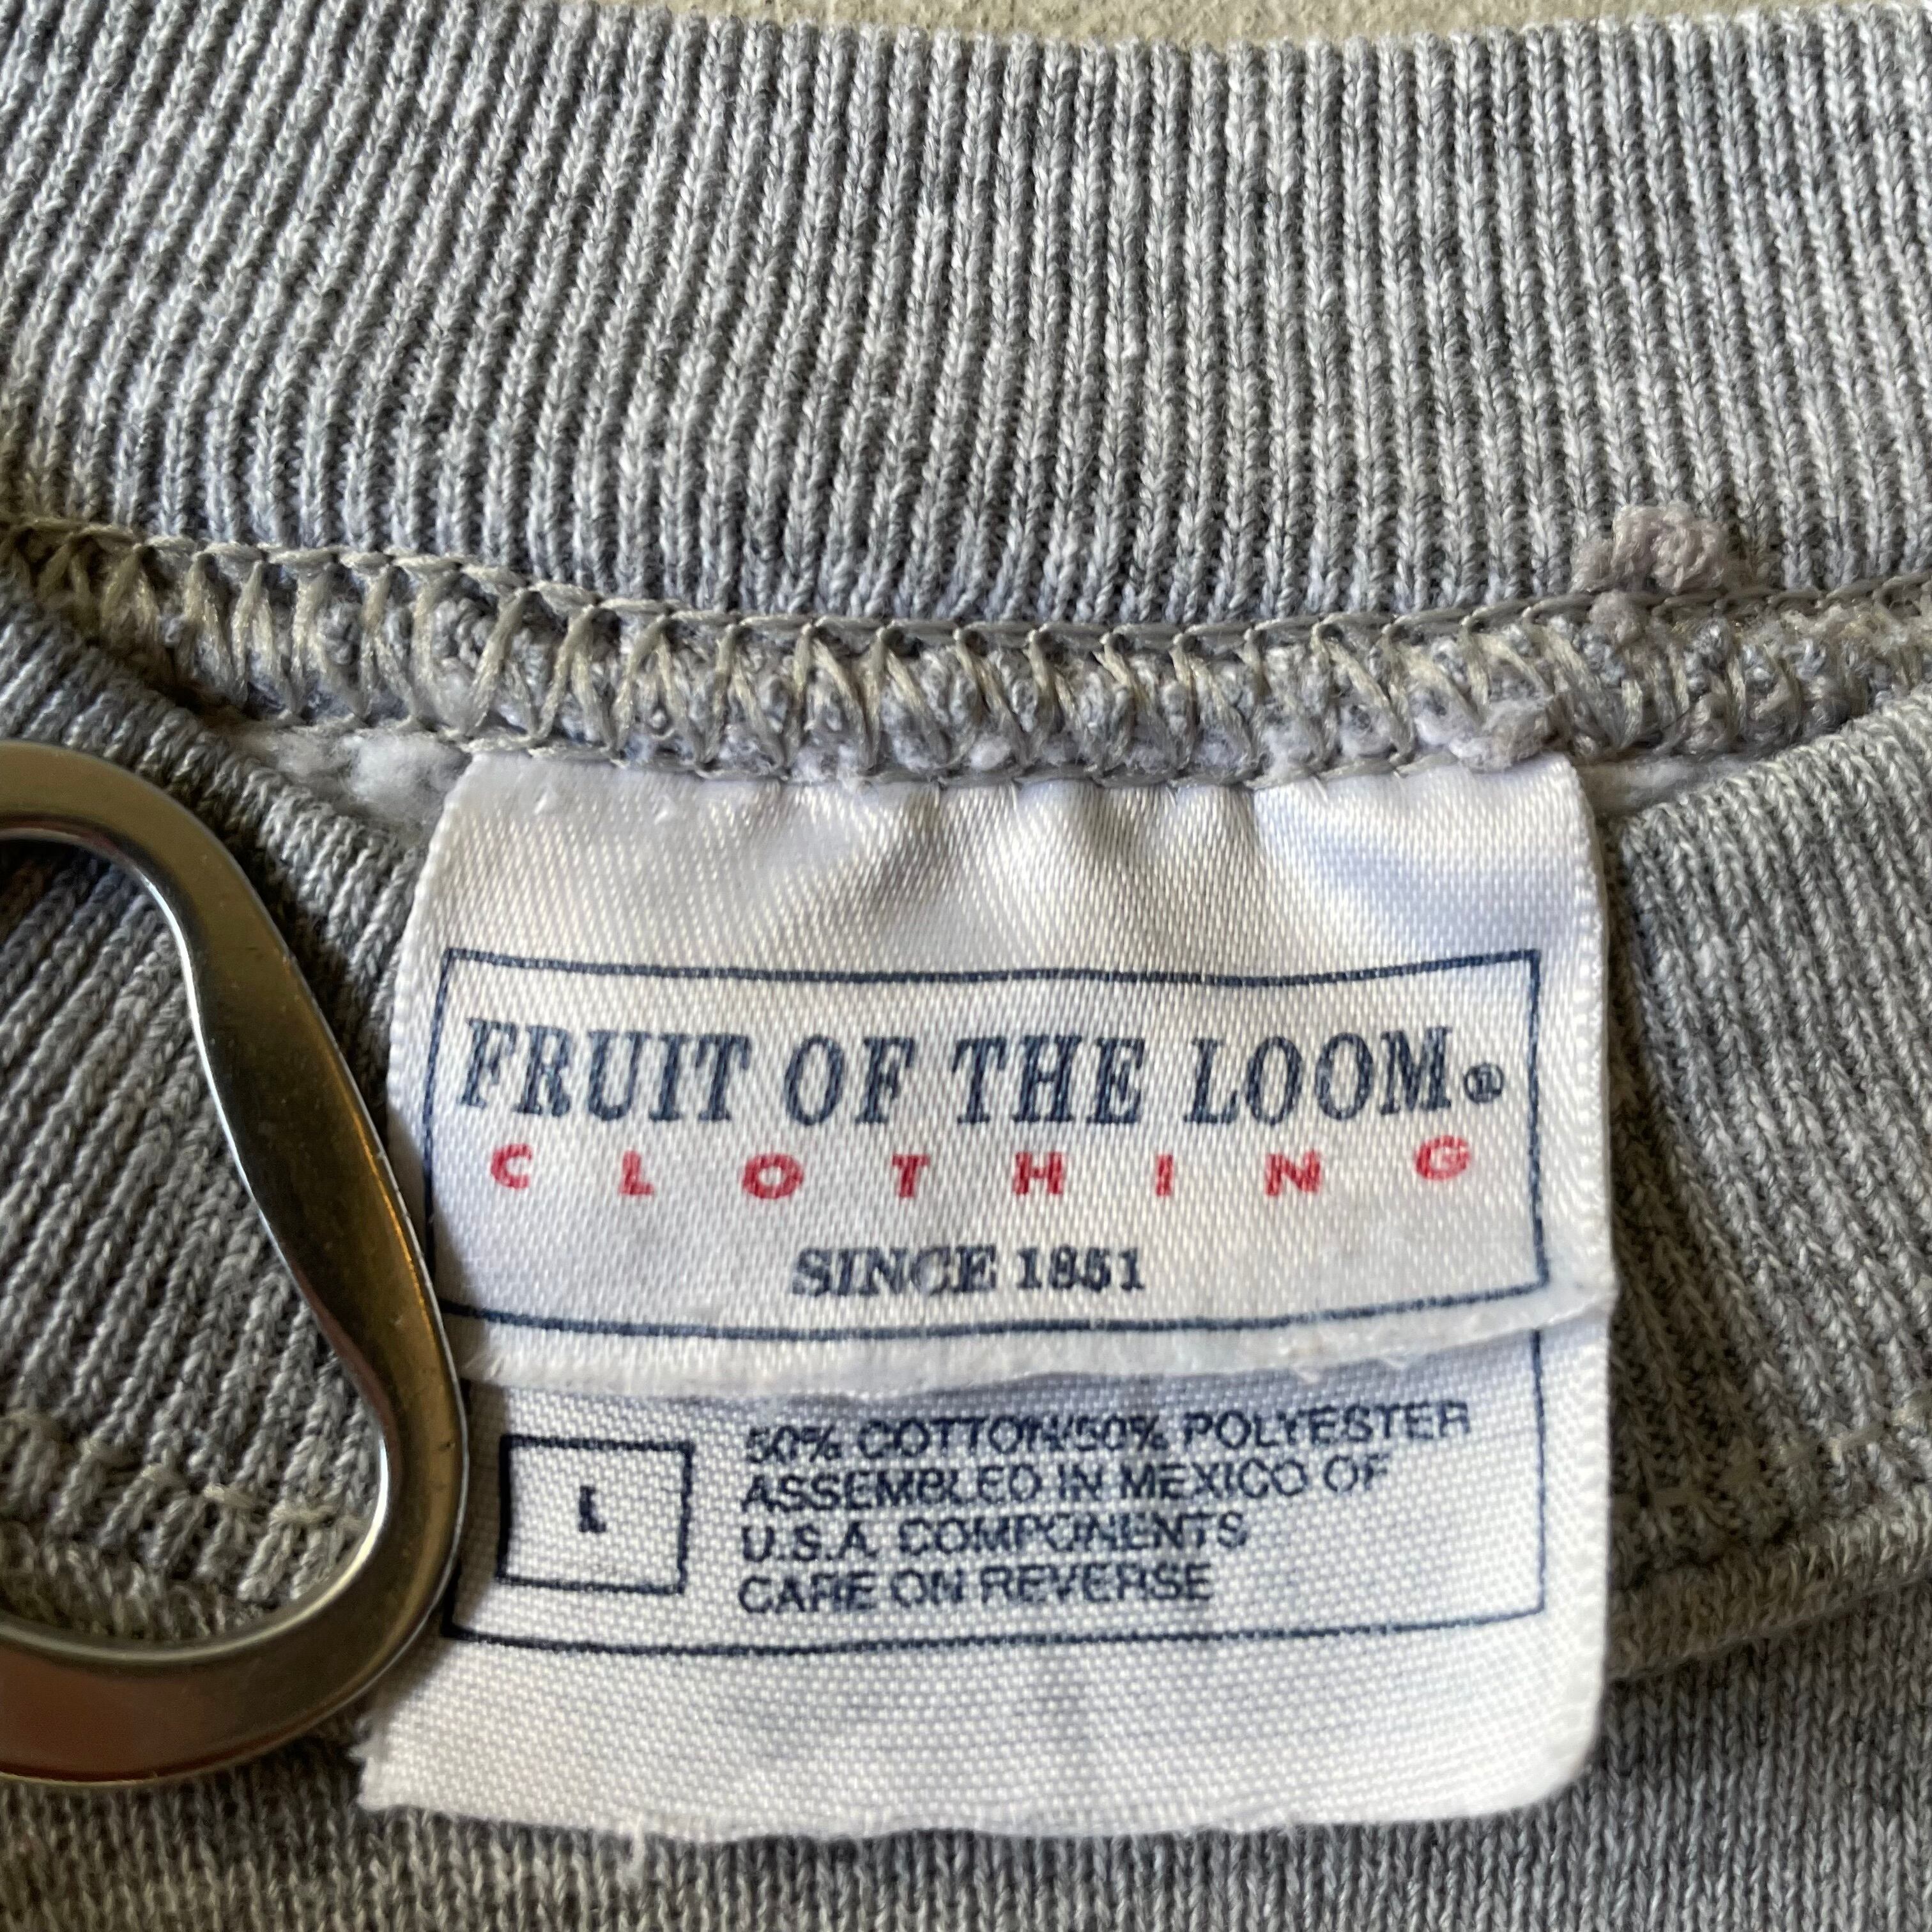 FRUIT OF THE LOOM®
CLOTHING
SINCE 1851
L
50% COTTON/50% POLYESTER
ASSEMBLED IN MEXICO OF
U.S.A. COMPONENTS
CARE ON REVERSE